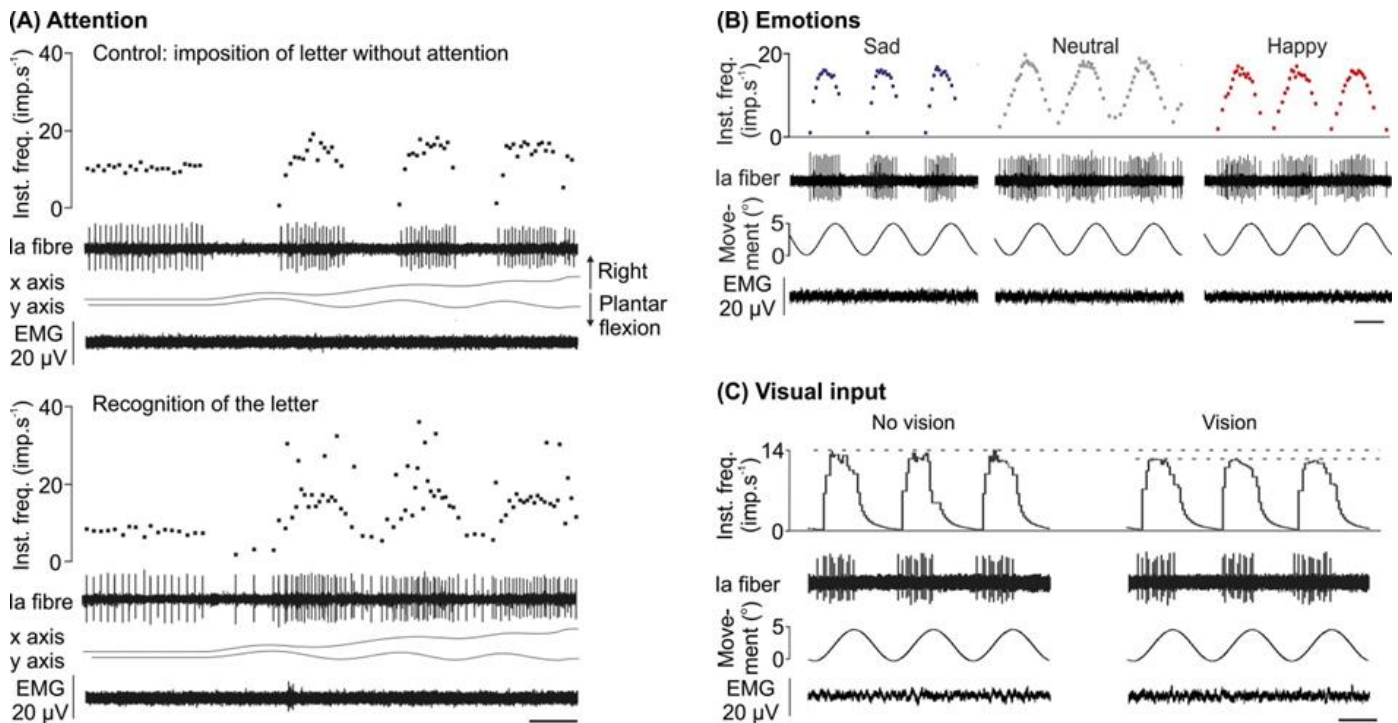 (A) Attention
Control: imposition of letter without attention
Inst. freq. (imp.s⁻¹)
40
20
0
Ia fibre
x axis
y axis
Right
Plantar
flexion
EMG
20 µV
Recognition of the letter
Inst. freq. (imp.s⁻¹)
40
20
0
Ia fibre
x axis
y axis
EMG
20 µV
(B) Emotions
Sad Neutral Happy
Inst. freq.
(imp.s⁻¹)
20
0
Ia fiber
Move-
ment (°)
5
0
EMG
20 µV
(C) Visual input
No vision Vision
Inst. freq.
(imp.s⁻¹)
14
0
Ia fiber
Move-
ment (°)
5
0
EMG
20 µV